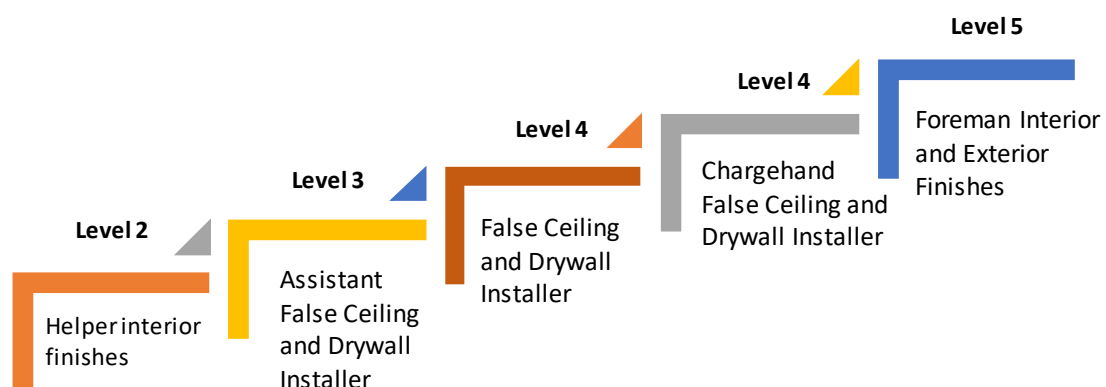 Level 2
Helper interior
finishes
Level 3
Assistant
False Ceiling
and Drywall
Installer
Level 4
False Ceiling
and Drywall
Installer
Level 4
Chargehand
False Ceiling and
Drywall Installer
Level 5
Foreman Interior
and Exterior
Finishes